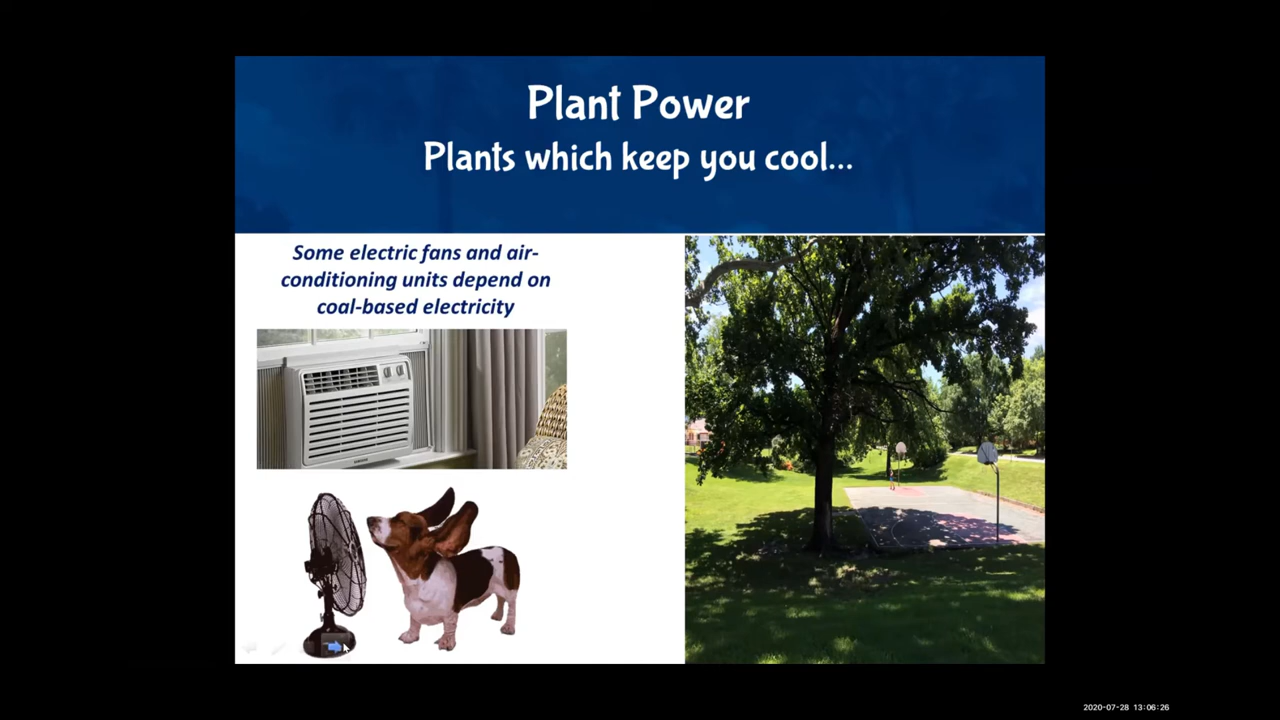 Plant Power
Plants which keep you cool...
Some electric fans and air-
conditioning units depend on
coal-based electricity
2020-07-28 13:06:26